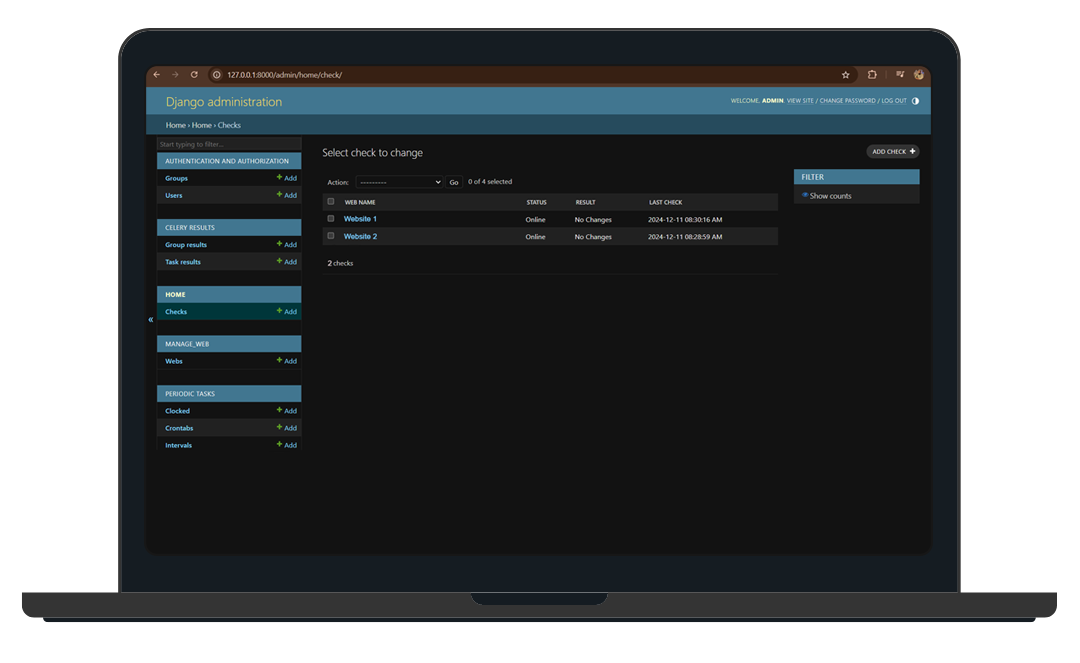 127.0.0.1:8000/admin/home/check/
Django administration
WELCOME, ADMIN VIEW SITE / CHANGE PASSWORD / LOG OUT
Home › Home › Checks
Start typing to filter...
AUTHENTICATION AND AUTHORIZATION
Groups + Add
Users + Add
CELERY RESULTS
Group results + Add
Task results + Add
HOME
Checks + Add
«
MANAGE_WEB
Webs + Add
PERIODIC TASKS
Clocked + Add
Crontabs + Add
Intervals + Add
Select check to change
ADD CHECK +
Action: --------- Go 0 of 4 selected
WEB NAME STATUS RESULT LAST CHECK
Website 1 Online No Changes 2024-12-11 08:30:16 AM
Website 2 Online No Changes 2024-12-11 08:28:59 AM
2 checks
FILTER
Show counts